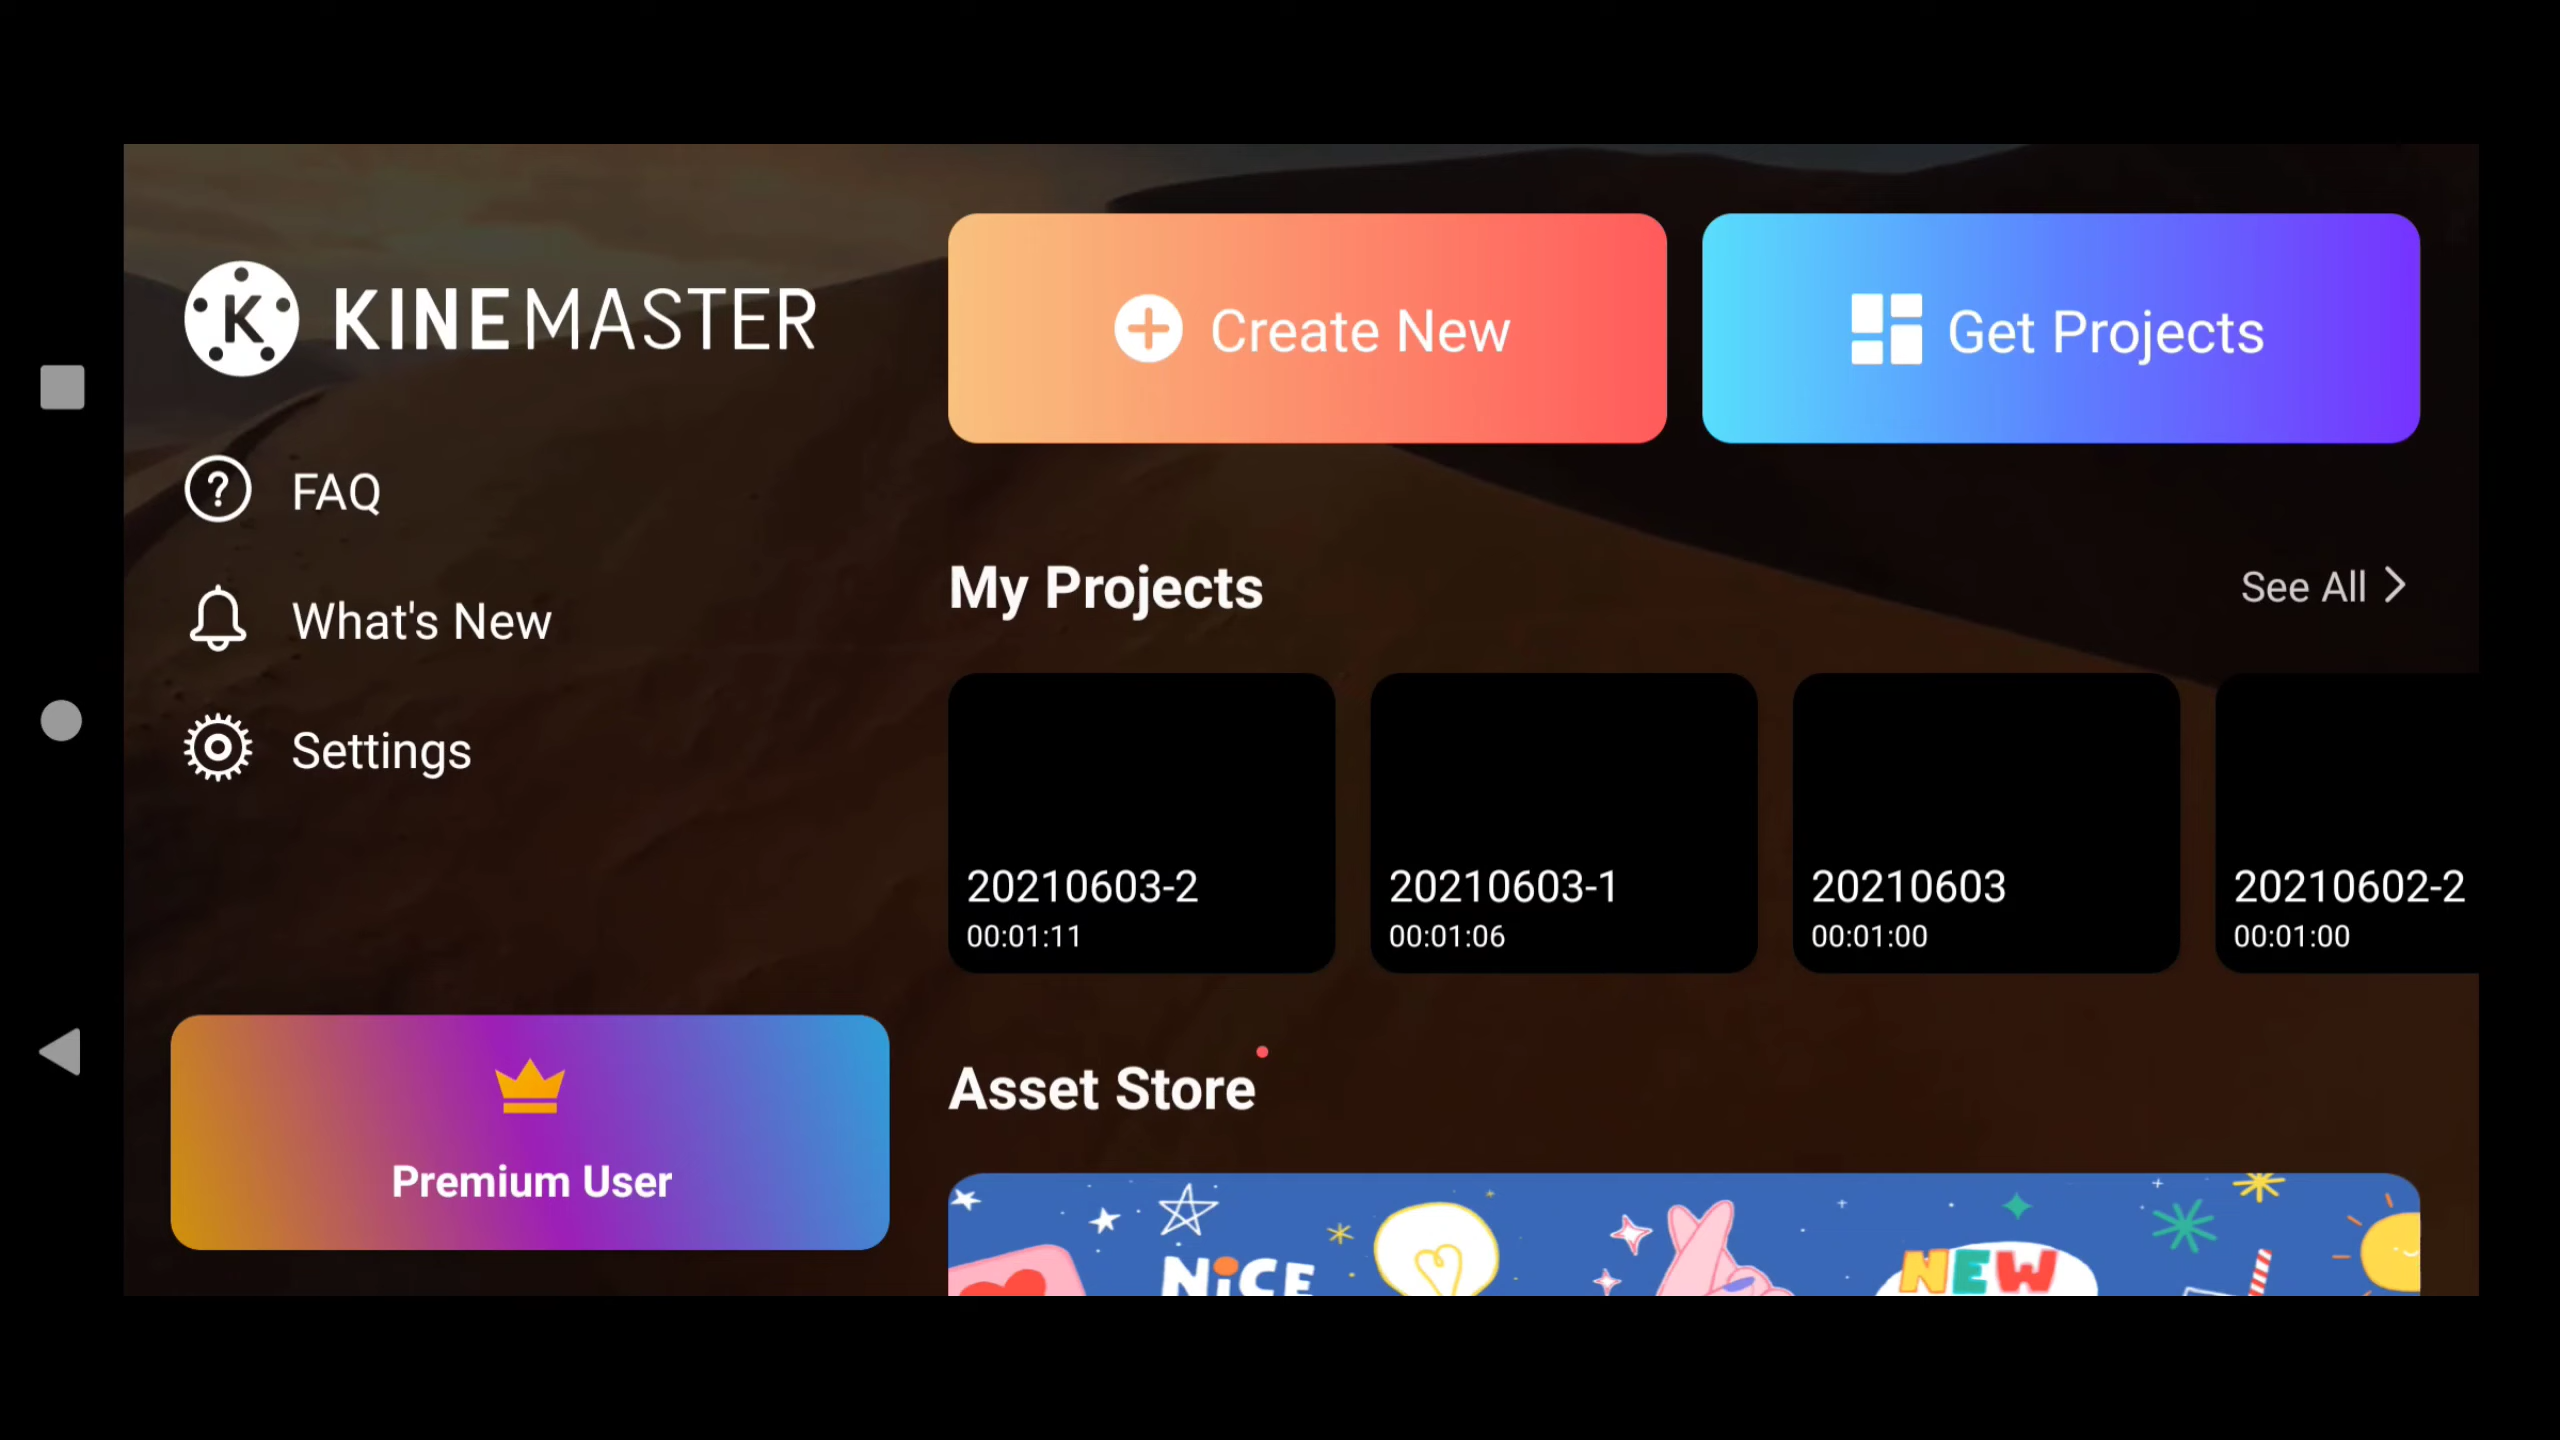 K KINEMASTER
FAQ
What's New
Settings
Premium User
Create New
Get Projects
My Projects
See All
20210603-2
00:01:11
20210603-1
00:01:06
20210603
00:01:00
20210602-2
00:01:00
Asset Store
NiCE
NEW